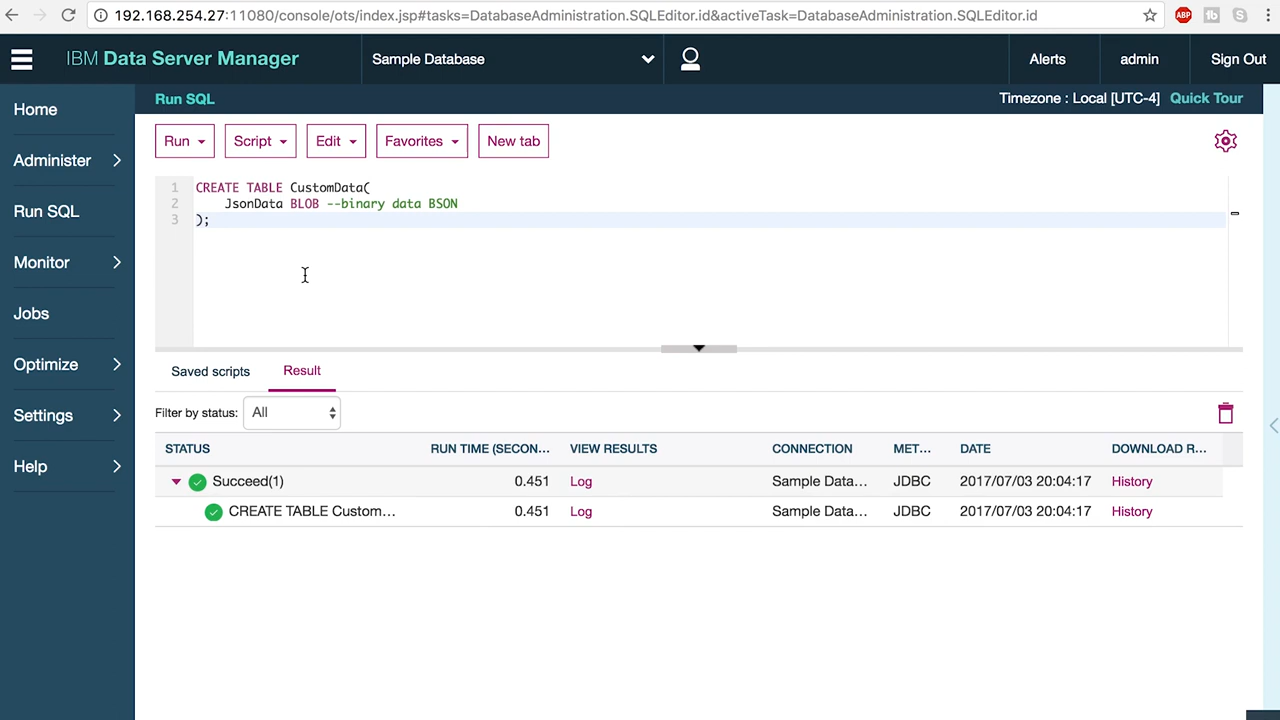 192.168.254.27:11080/console/ots/index.jsp#tasks=DatabaseAdministration.SQLEditor.id&activeTask=DatabaseAdministration.SQLEditor.id
ABP
IBM Data Server Manager
Sample Database
Alerts
admin
Sign Out
Home
Administer
Run SQL
Monitor
Jobs
Optimize
Settings
Help
Run SQL
Timezone : Local [UTC-4]
Quick Tour
Run
Script
Edit
Favorites
New tab
1 CREATE TABLE CustomData(
2 JsonData BLOB --binary data BSON
3 );
Saved scripts
Result
Filter by status:
All
STATUS RUN TIME (SECON... VIEW RESULTS CONNECTION MET... DATE DOWNLOAD R...
Succeed(1) 0.451 Log Sample Data... JDBC 2017/07/03 20:04:17 History
CREATE TABLE Custom... 0.451 Log Sample Data... JDBC 2017/07/03 20:04:17 History